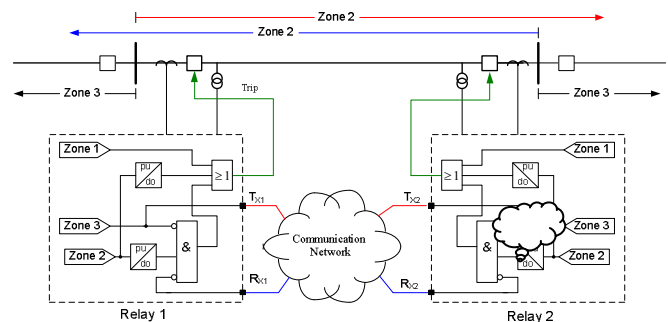 Zone 2
Zone 2
Zone 3
Zone 3
Trip
Zone 1
pu
do
≥ 1
Zone 3
Zone 2
pu
do
&
TX1
RX1
Relay 1
Communication
Network
TX2
RX2
≥ 1
Zone 1
pu
do
Zone 3
Zone 2
&
do
Relay 2